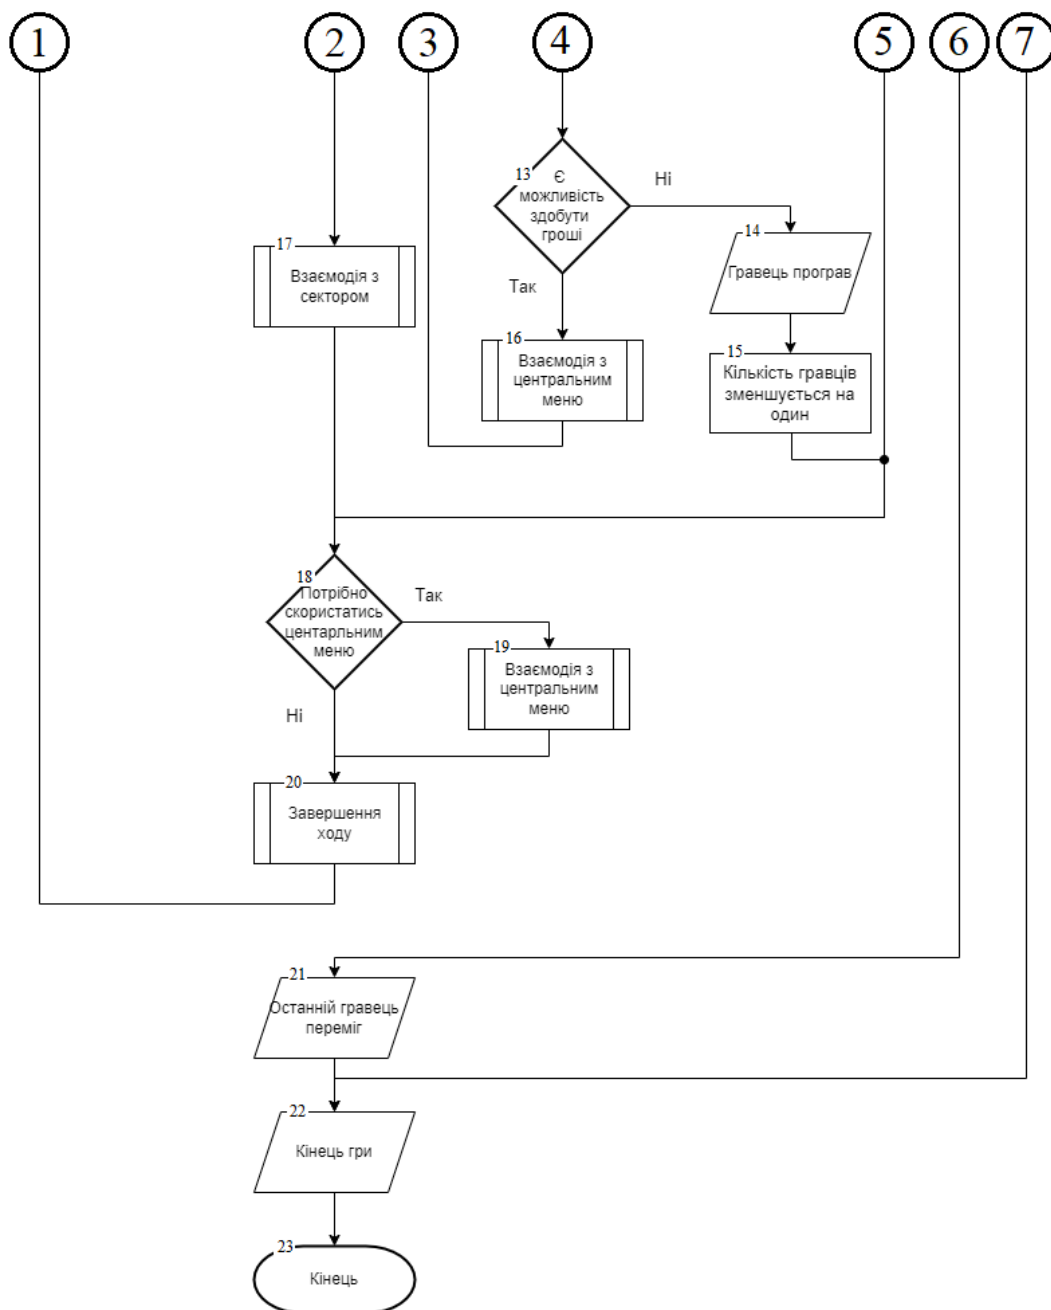 1
2
3
4
5
6
7
13
Є
можливість
здобути
гроші
Ні
Так
14
Гравець програв
17
Взаємодія з
сектором
16
Взаємодія з
центральним
меню
15
Кількість гравців
зменшується на
один
18
Потрібно
скористатись
центарльним
меню
Так
Ні
19
Взаємодія з
центральним
меню
20
Завершення
ходу
21
Останній гравець
переміг
22
Кінець гри
23
Кінець